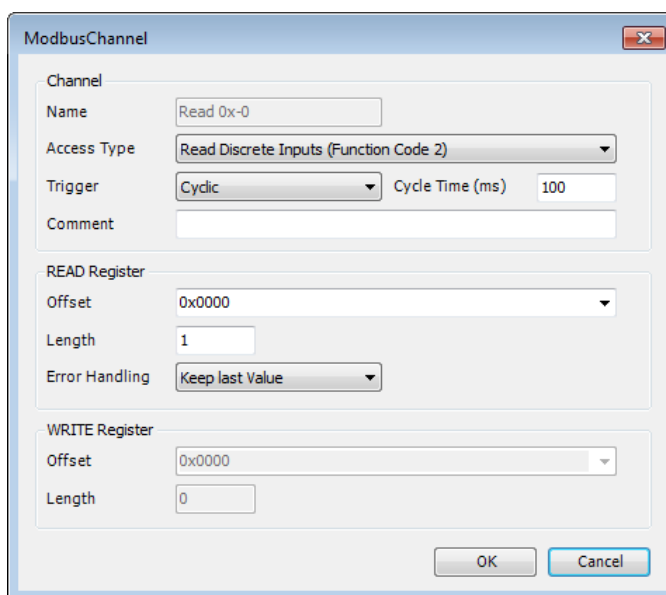 ModbusChannel
Channel
Name Read 0x-0
Access Type Read Discrete Inputs (Function Code 2)
Trigger Cyclic Cycle Time (ms) 100
Comment
READ Register
Offset 0x0000
Length 1
Error Handling Keep last Value
WRITE Register
Offset 0x0000
Length 0
OK Cancel